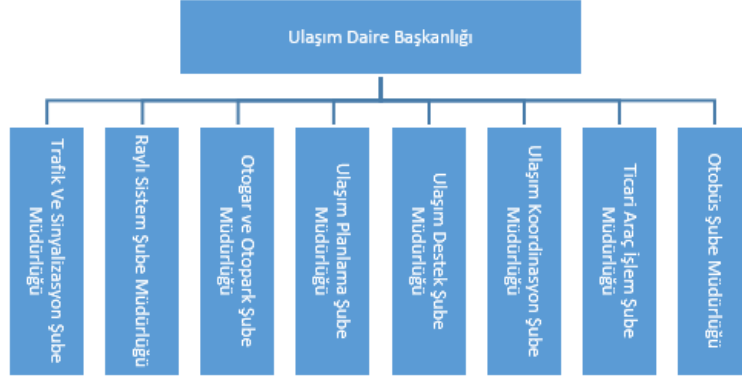 Ulaşım Daire Başkanlığı
Trafik Ve Sinyalizasyon Şube
Müdürlüğü
Raylı Sistem Şube Müdürlüğü
Otogar ve Otopark Şube
Müdürlüğü
Ulaşım Planlama Şube
Müdürlüğü
Ulaşım Destek Şube
Müdürlüğü
Ulaşım Koordinasyon Şube
Müdürlüğü
Ticari Araç İşlem Şube
Müdürlüğü
Otobüs Şube Müdürlüğü